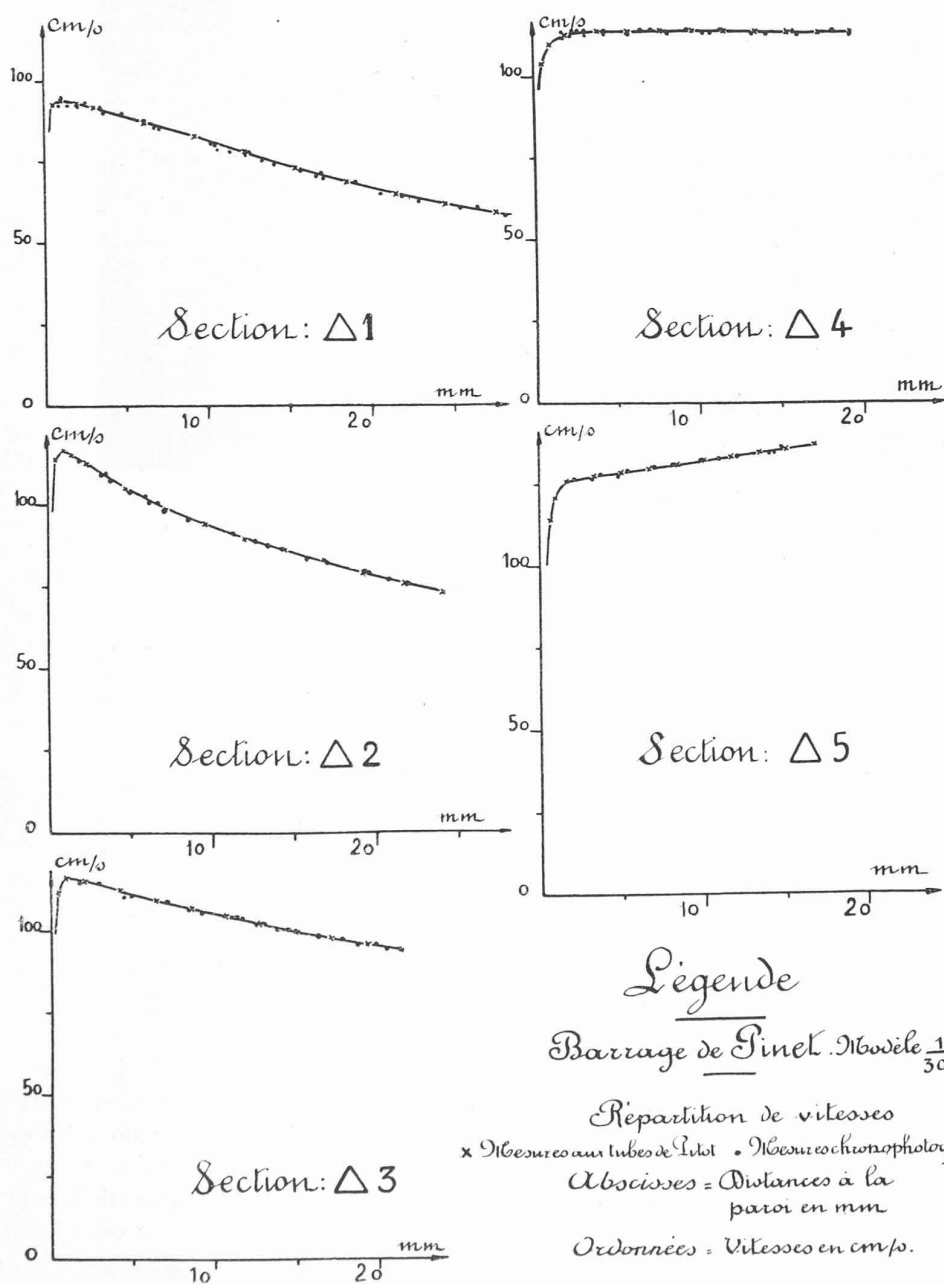 cm/s
100
50
0
Section: △1
mm
10
20
cm/s
100
50
0
Section: △2
mm
10
20
cm/s
100
50
0
Section: △3
mm
10
20
cm/s
100
50
0
Section: △4
mm
10
20
cm/s
100
50
0
Section: △5
mm
10
20
Légende
Barrage de Pinet. Modèle 1/30
Répartition de vitesses
x Mesures aux tubes de Pitot • Mesures chronophotog
Abscisses = Distances à la
paroi en mm
Ordonnées = Vitesses en cm/s.